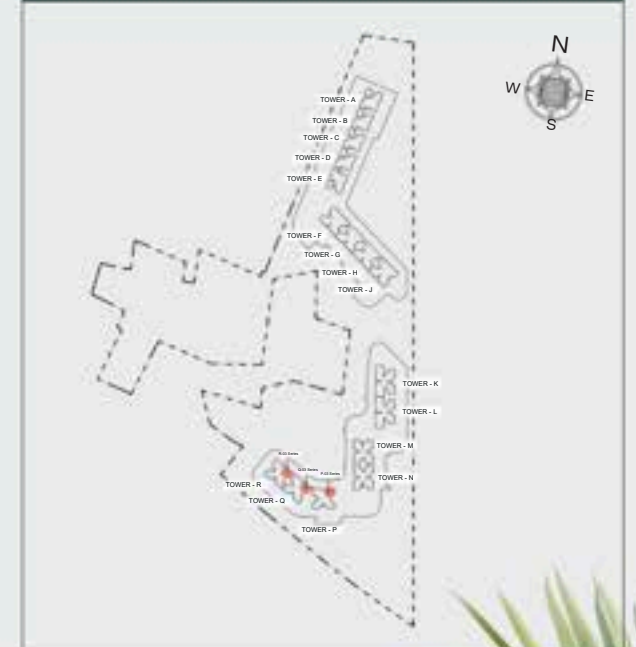 N
W
E
S
TOWER - A
TOWER - B
TOWER - C
TOWER - D
TOWER - E
TOWER - F
TOWER - G
TOWER - H
TOWER - J
TOWER - K
TOWER - L
TOWER - M
TOWER - N
TOWER - R
TOWER - Q
TOWER - P